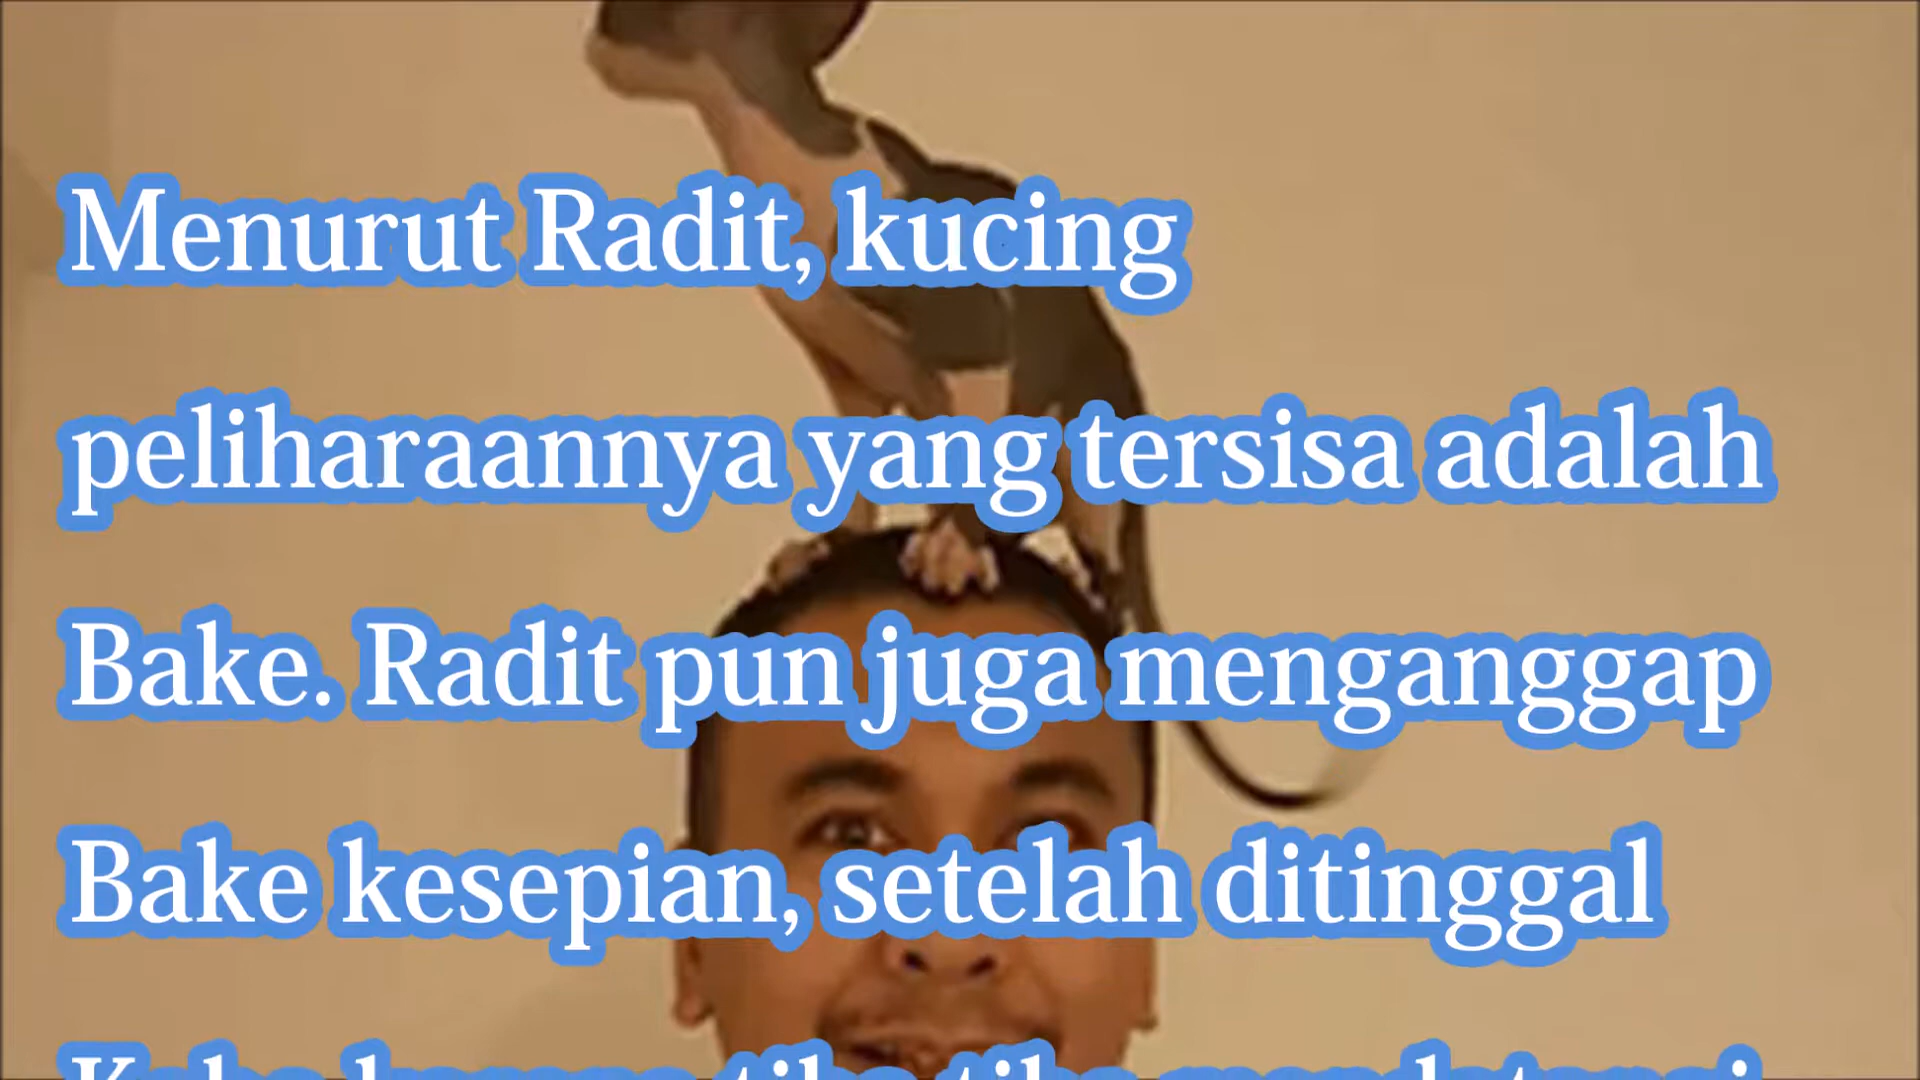 Menurut Radit, kucing
peliharaannya yang tersisa adalah
Bake. Radit pun juga menganggap
Bake kesepian, setelah ditinggal